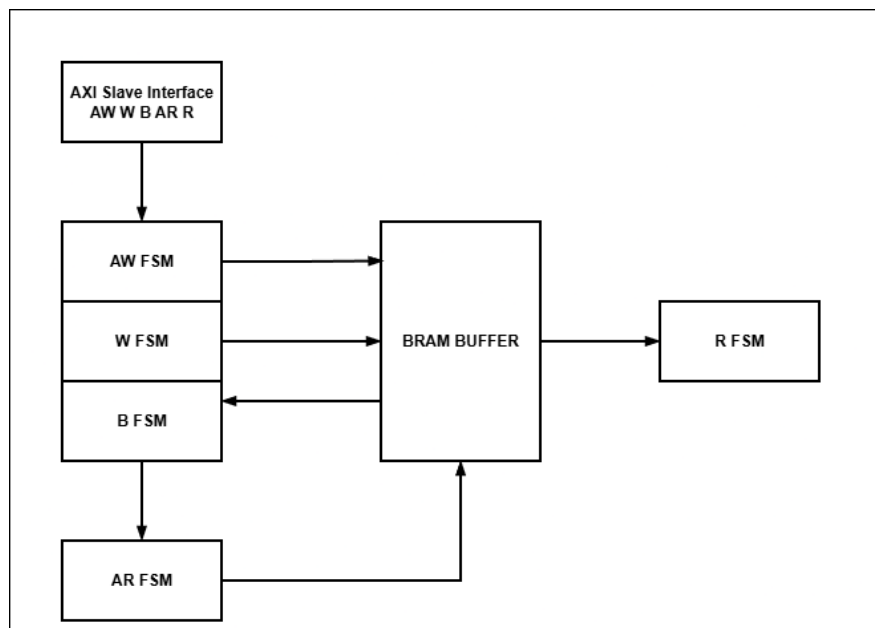 AXI Slave Interface
AW W B AR R
AW FSM
W FSM
BRAM BUFFER
R FSM
B FSM
AR FSM